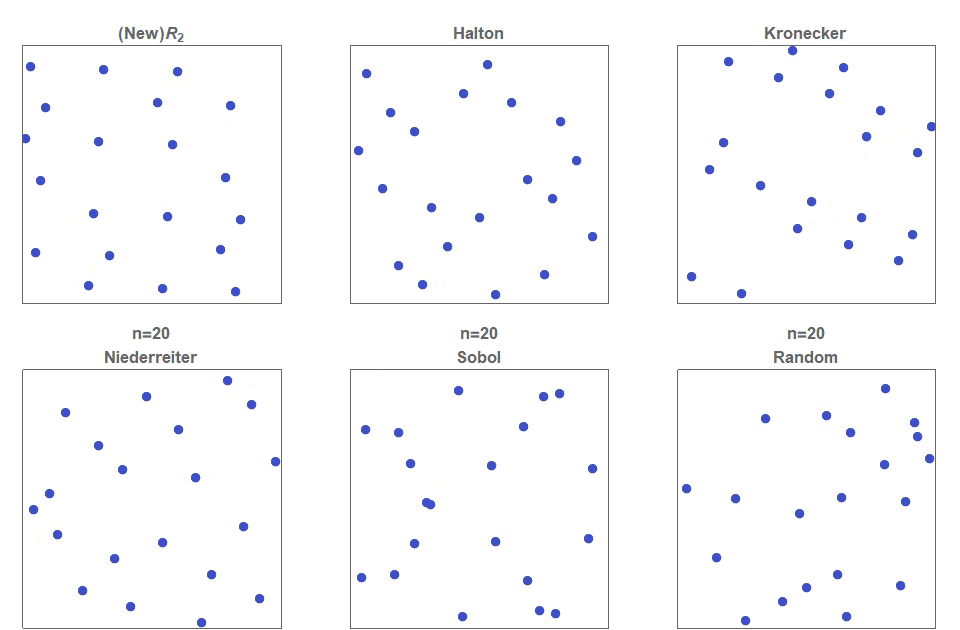 (New)R₂ Halton Kronecker
n=20 n=20 n=20
Niederreiter Sobol Random